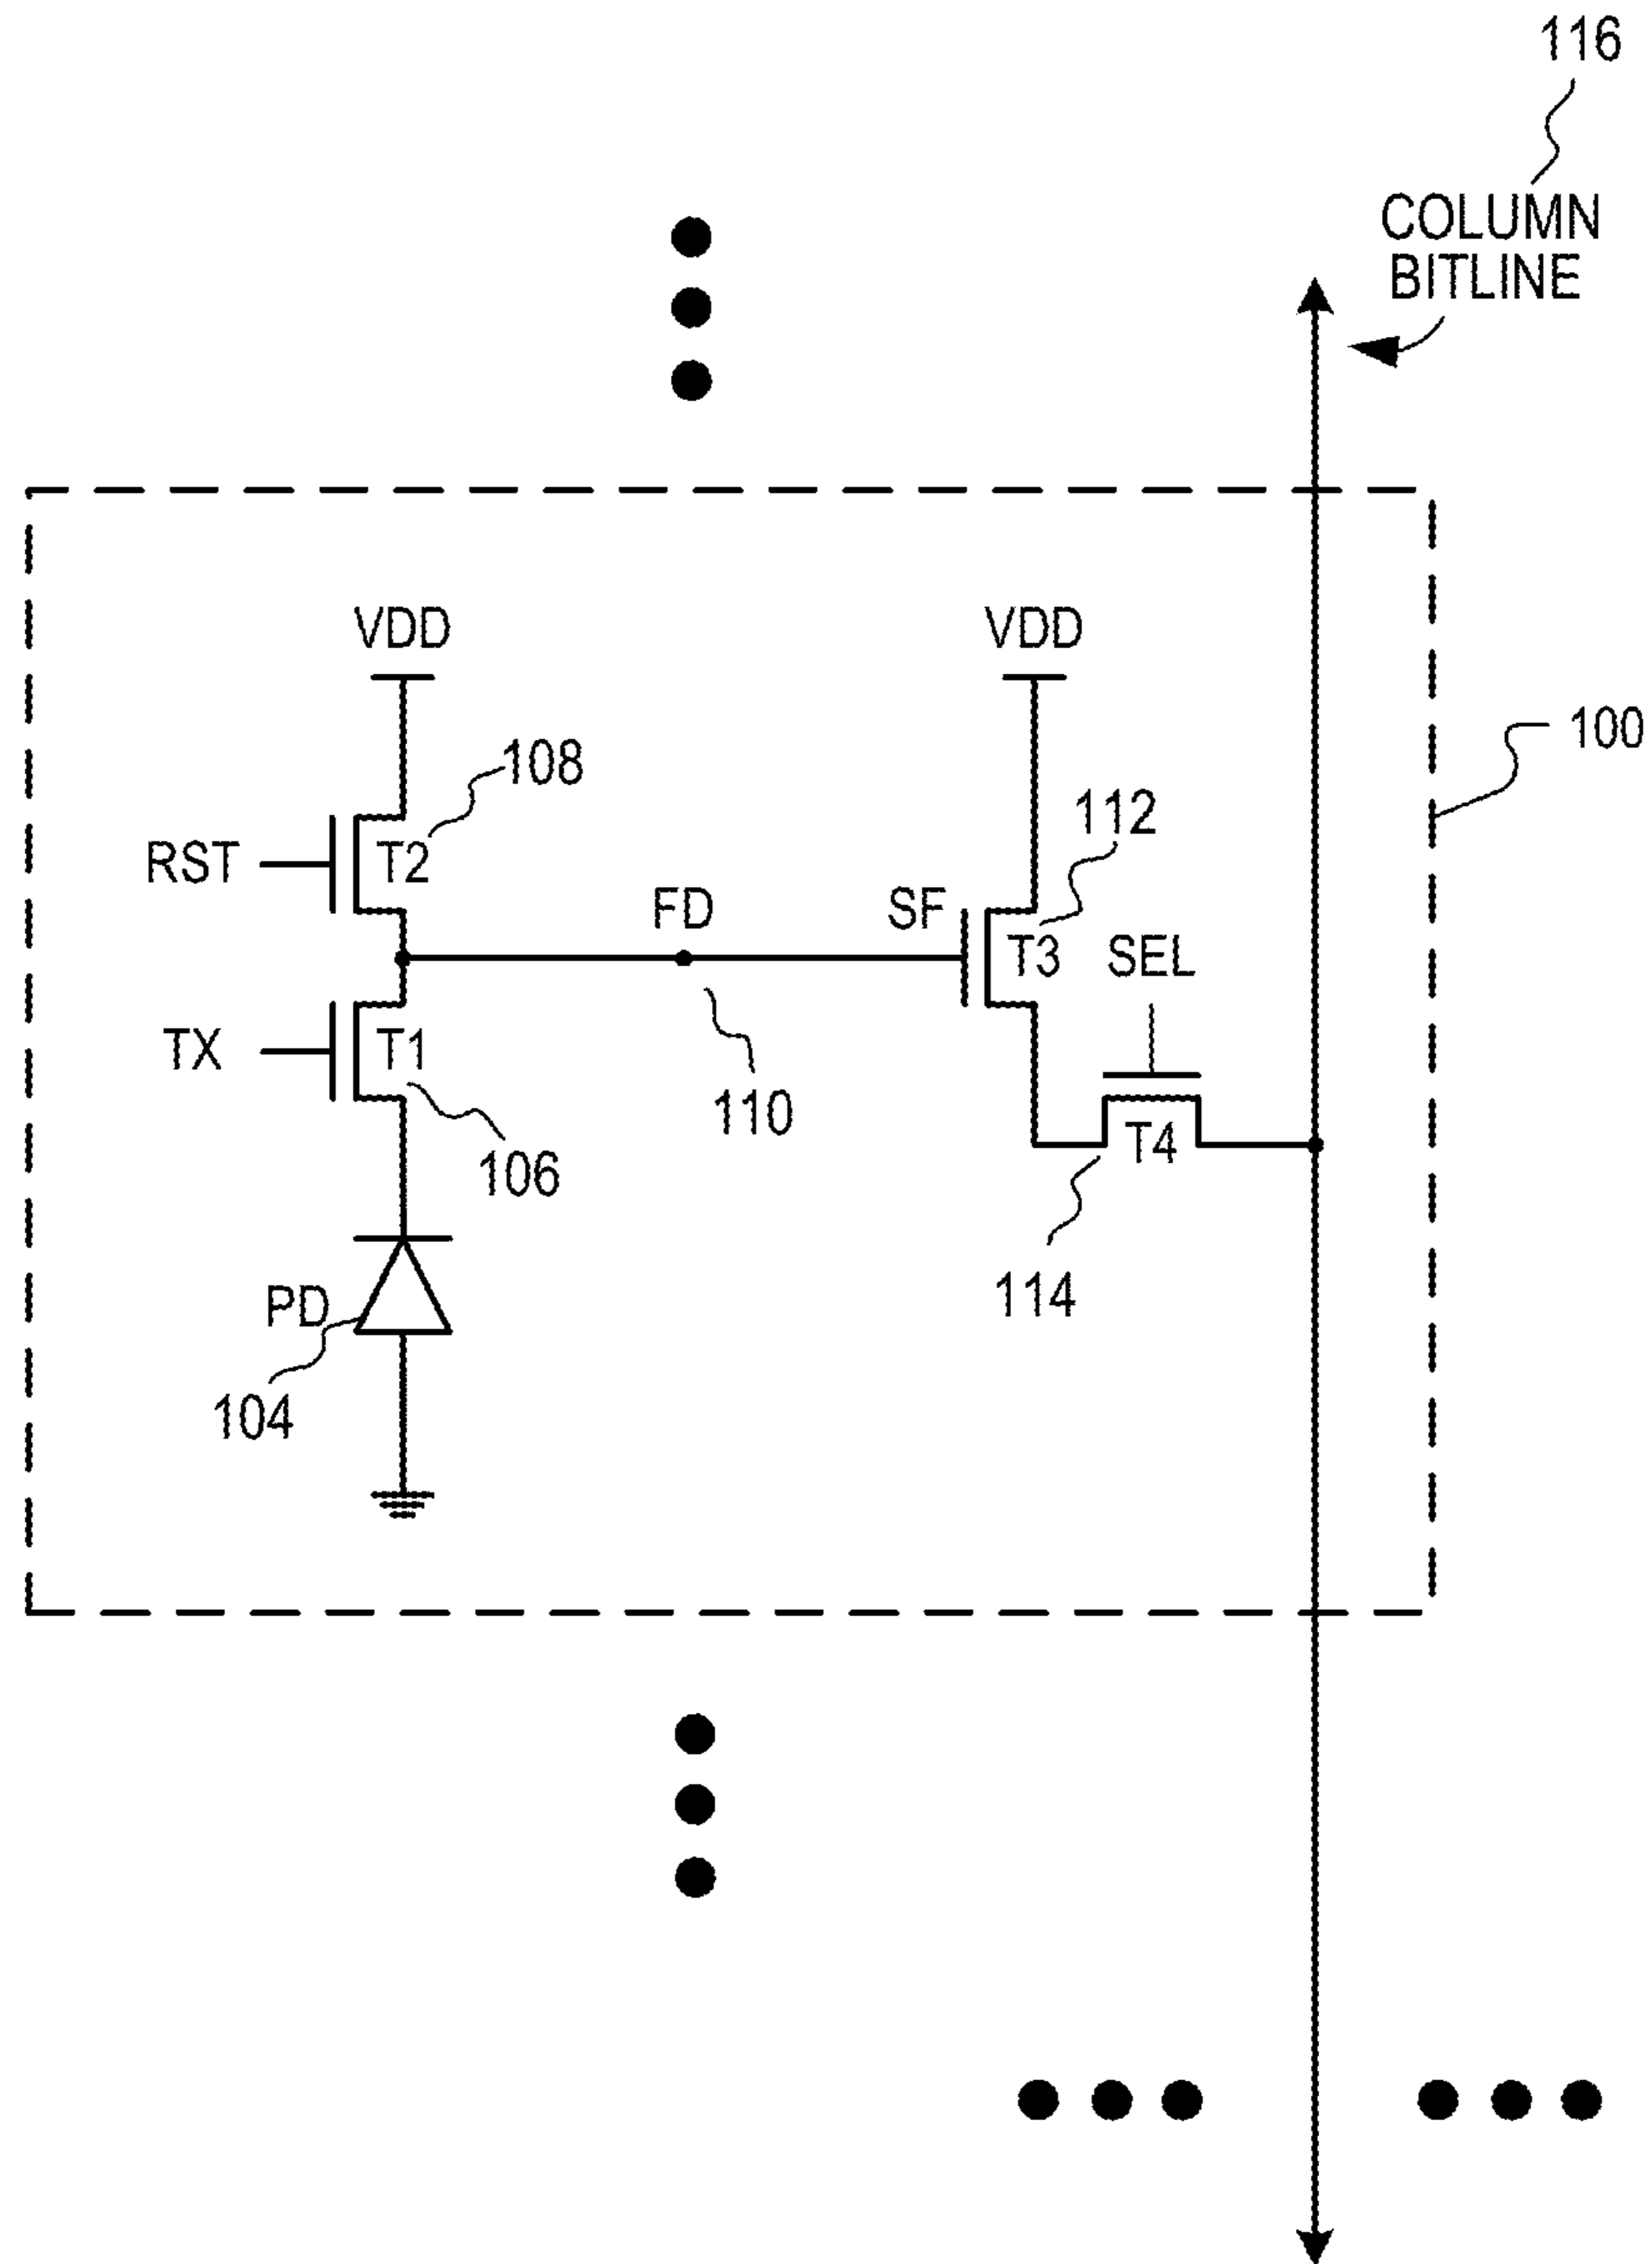 116
COLUMN
BITLINE
VDD
VDD
100
108
112
RST
T2
FD
SF
T3
SEL
TX
T1
110
106
T4
114
PD
104